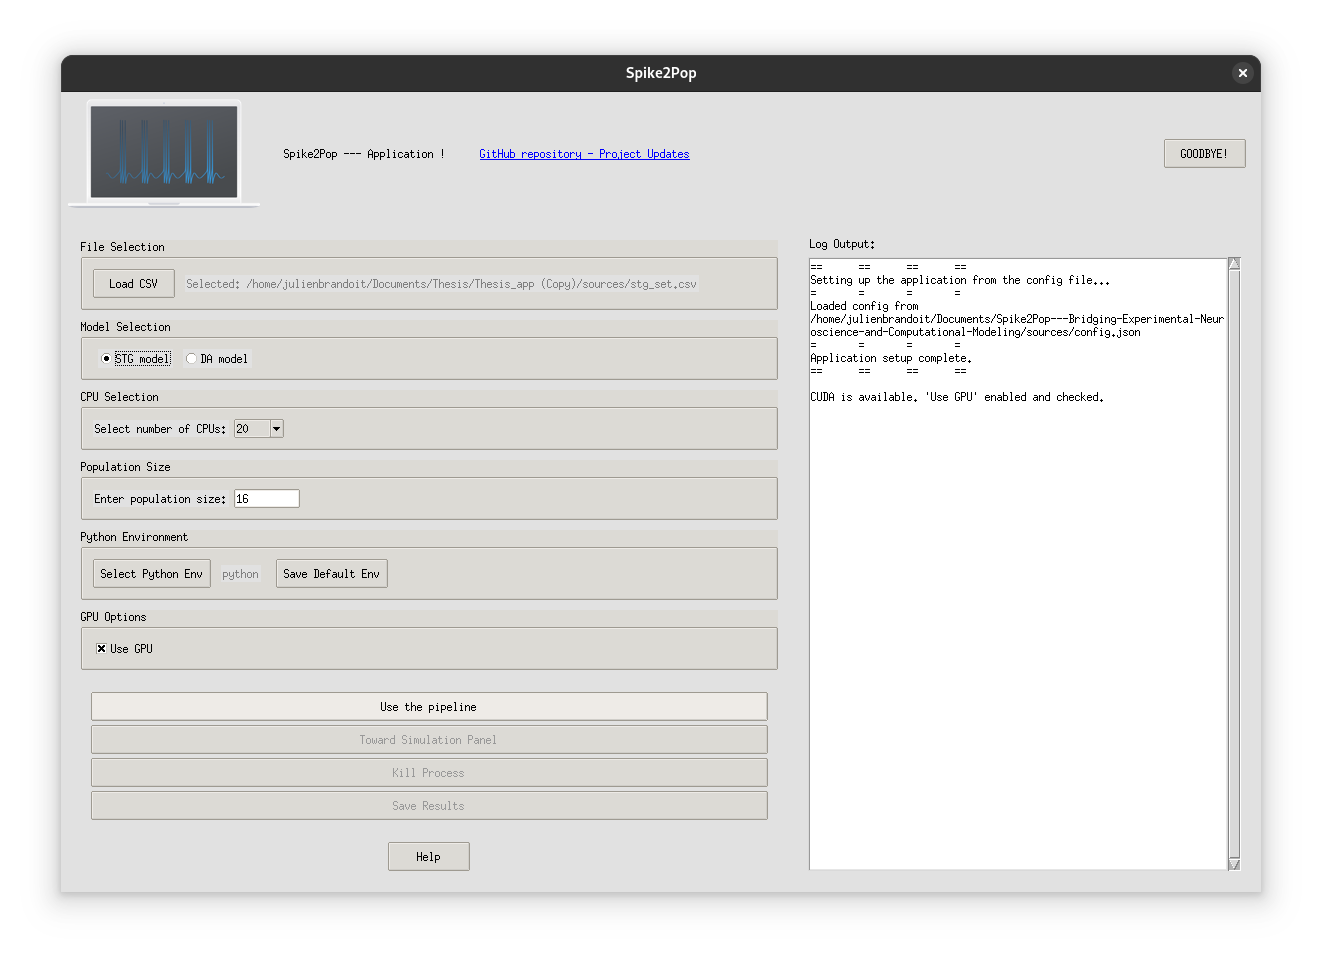 Spike2Pop
Spike2Pop --- Application !
GitHub repository - Project Updates
GOODBYE!
File Selection
Load CSV
Selected: /home/julienbrandoit/Documents/Thesis/Thesis_app (Copy)/sources/stg_set.csv
Model Selection
STG model
DA model
CPU Selection
Select number of CPUs:
20
Population Size
Enter population size:
16
Python Environment
Select Python Env
python
Save Default Env
GPU Options
Use GPU
Use the pipeline
Toward Simulation Panel
Kill Process
Save Results
Help
Log Output:
== == == ==
Setting up the application from the config file...
= = = =
Loaded config from
/home/julienbrandoit/Documents/Spike2Pop---Bridging-Experimental-Neur
oscience-and-Computational-Modeling/sources/config.json
= = = =
Application setup complete.
== == == ==
CUDA is available. 'Use GPU' enabled and checked.